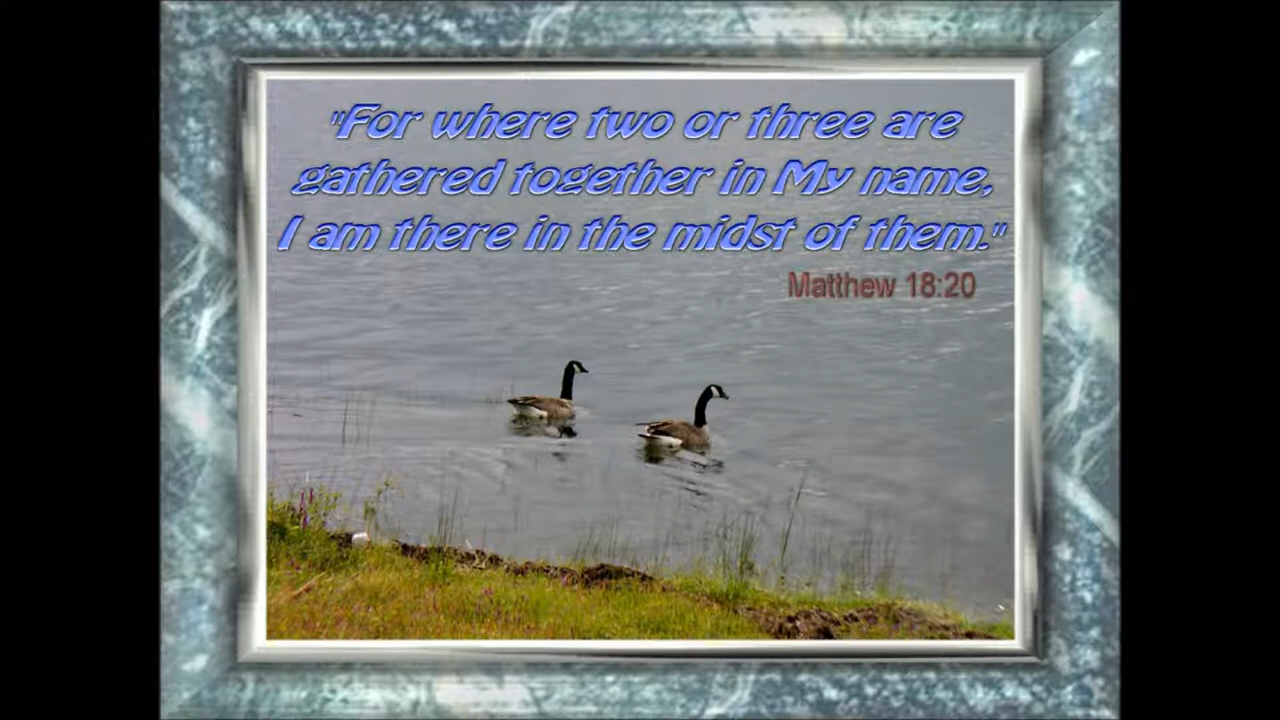 "For where two or three are
gathered together in My name,
I am there in the midst of them."
Matthew 18:20